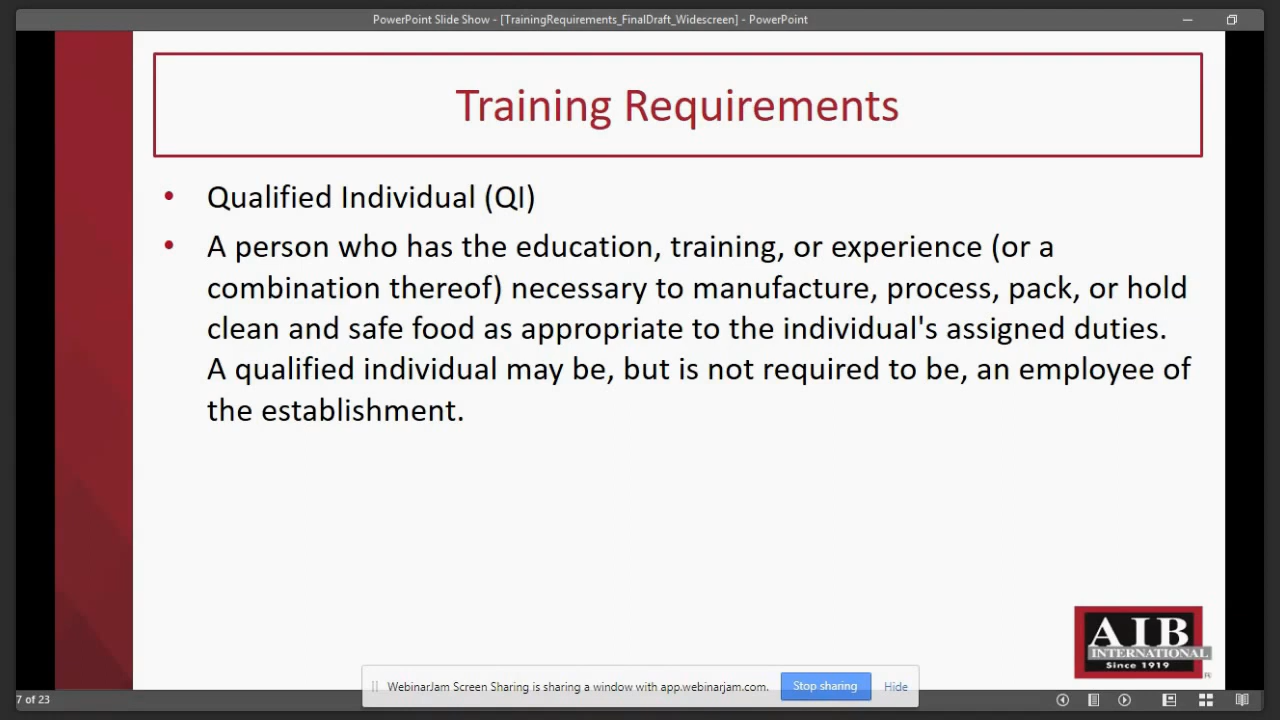 PowerPoint Slide Show - [TrainingRequirements_FinalDraft_Widescreen] - PowerPoint
Training Requirements
• Qualified Individual (QI)
• A person who has the education, training, or experience (or a
combination thereof) necessary to manufacture, process, pack, or hold
clean and safe food as appropriate to the individual's assigned duties.
A qualified individual may be, but is not required to be, an employee of
the establishment.
AIB
INTERNATIONAL
Since 1919
WebinarJam Screen Sharing is sharing a window with app.webinarjam.com.
Stop sharing
Hide
7 of 23